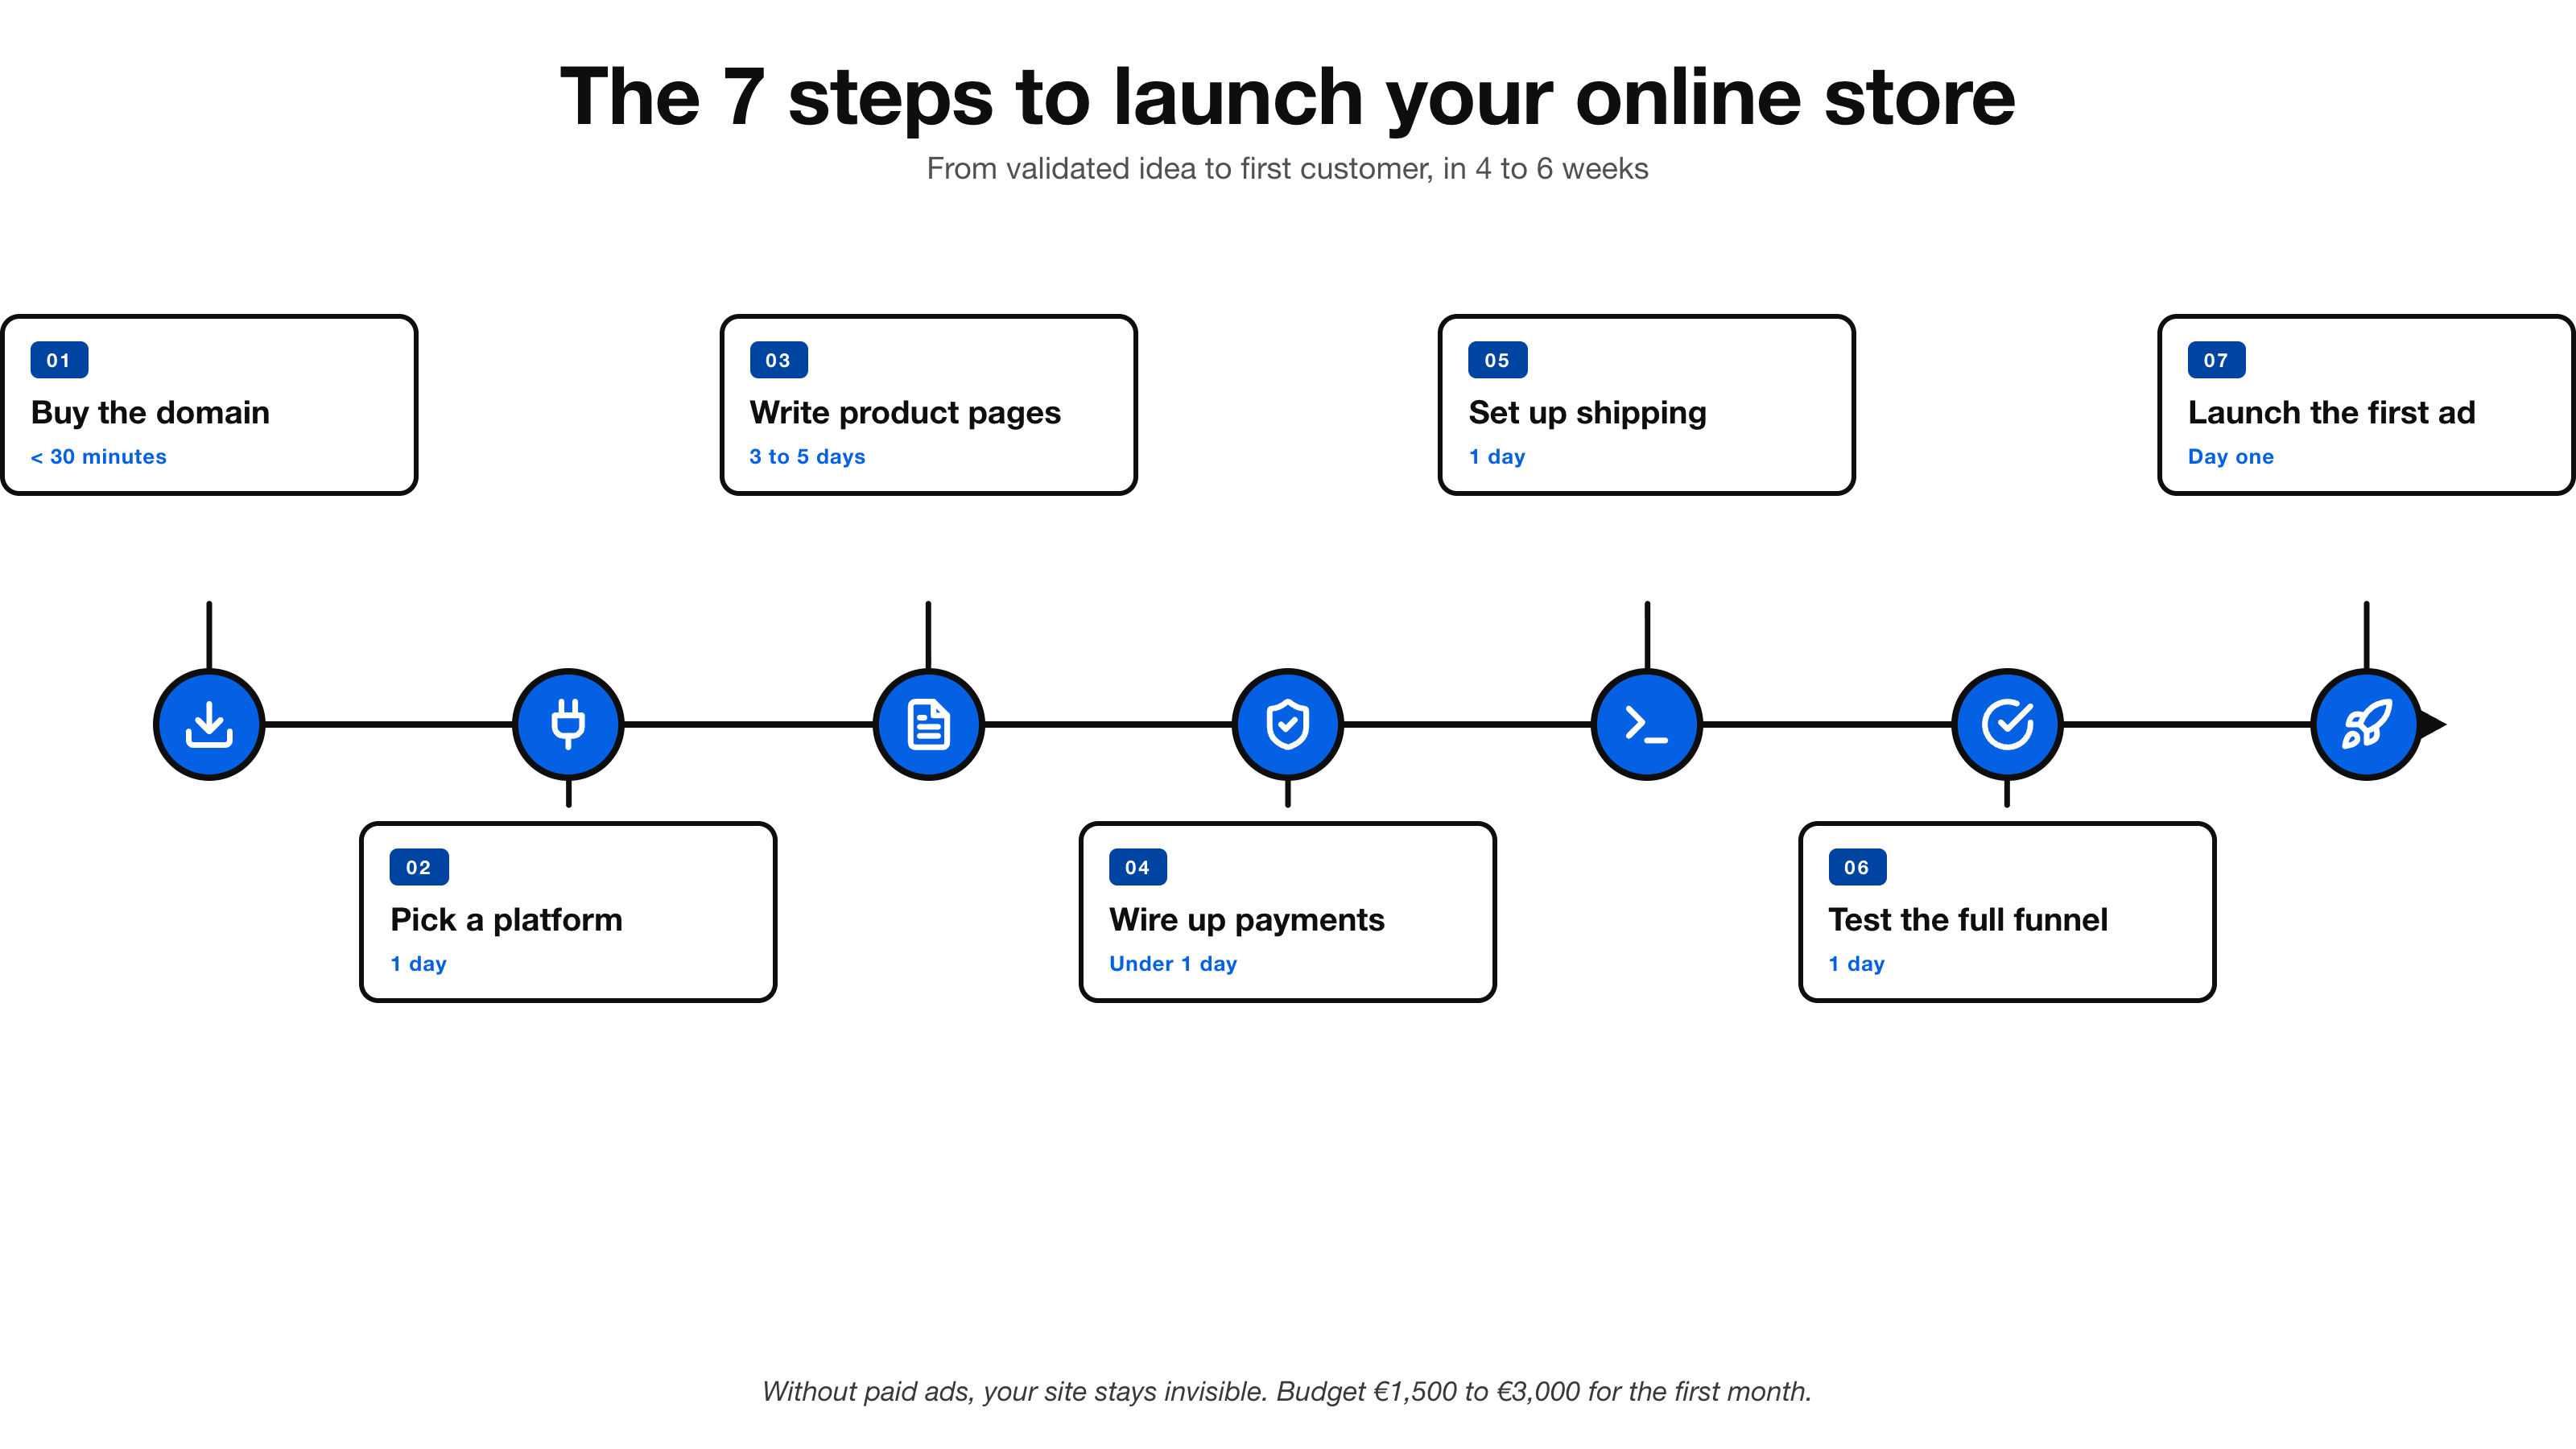 The 7 steps to launch your online store
From validated idea to first customer, in 4 to 6 weeks
01
Buy the domain
< 30 minutes
02
Pick a platform
1 day
03
Write product pages
3 to 5 days
04
Wire up payments
Under 1 day
05
Set up shipping
1 day
06
Test the full funnel
1 day
07
Launch the first ad
Day one
Without paid ads, your site stays invisible. Budget €1,500 to €3,000 for the first month.